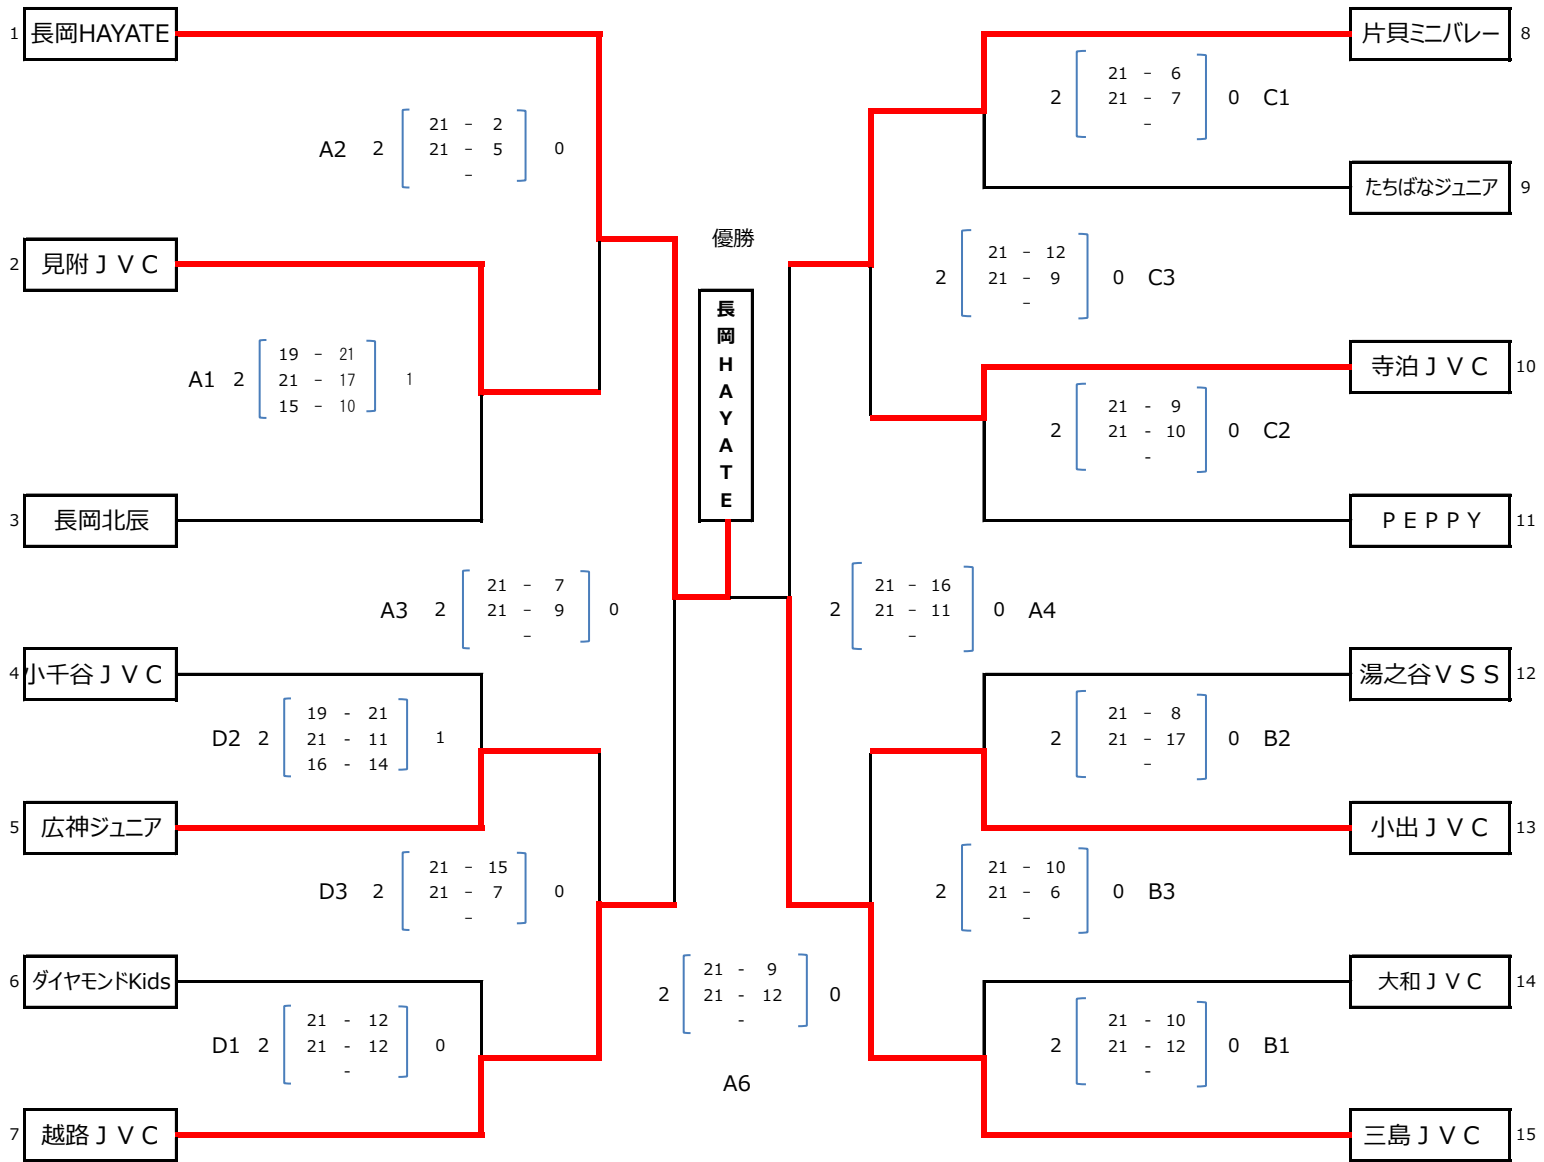 1 長岡HAYATE
A2 2 0
21 - 2
21 - 5
-
2 見附ＪＶＣ
A1 2 1
19 - 21
21 - 17
15 - 10
3 長岡北辰
A3 2 0
21 - 7
21 - 9
-
4 小千谷ＪＶＣ
D2 2 1
19 - 21
21 - 11
16 - 14
5 広神ジュニア
D3 2 0
21 - 15
21 - 7
-
6 ダイヤモンドKids
D1 2 0
21 - 12
21 - 12
-
7 越路ＪＶＣ
優勝
長岡HAYATE
2 0
21 - 9
21 - 12
-
A6
片貝ミニバレー 8
2 0 C1
21 - 6
21 - 7
-
たちばなジュニア 9
2 0 C3
21 - 12
21 - 9
-
寺泊ＪＶＣ 10
2 0 C2
21 - 9
21 - 10
-
ＰＥＰＰＹ 11
2 0 A4
21 - 16
21 - 11
-
湯之谷ＶＳＳ 12
2 0 B2
21 - 8
21 - 17
-
小出ＪＶＣ 13
2 0 B3
21 - 10
21 - 6
-
大和ＪＶＣ 14
2 0 B1
21 - 10
21 - 12
-
三島ＪＶＣ 15